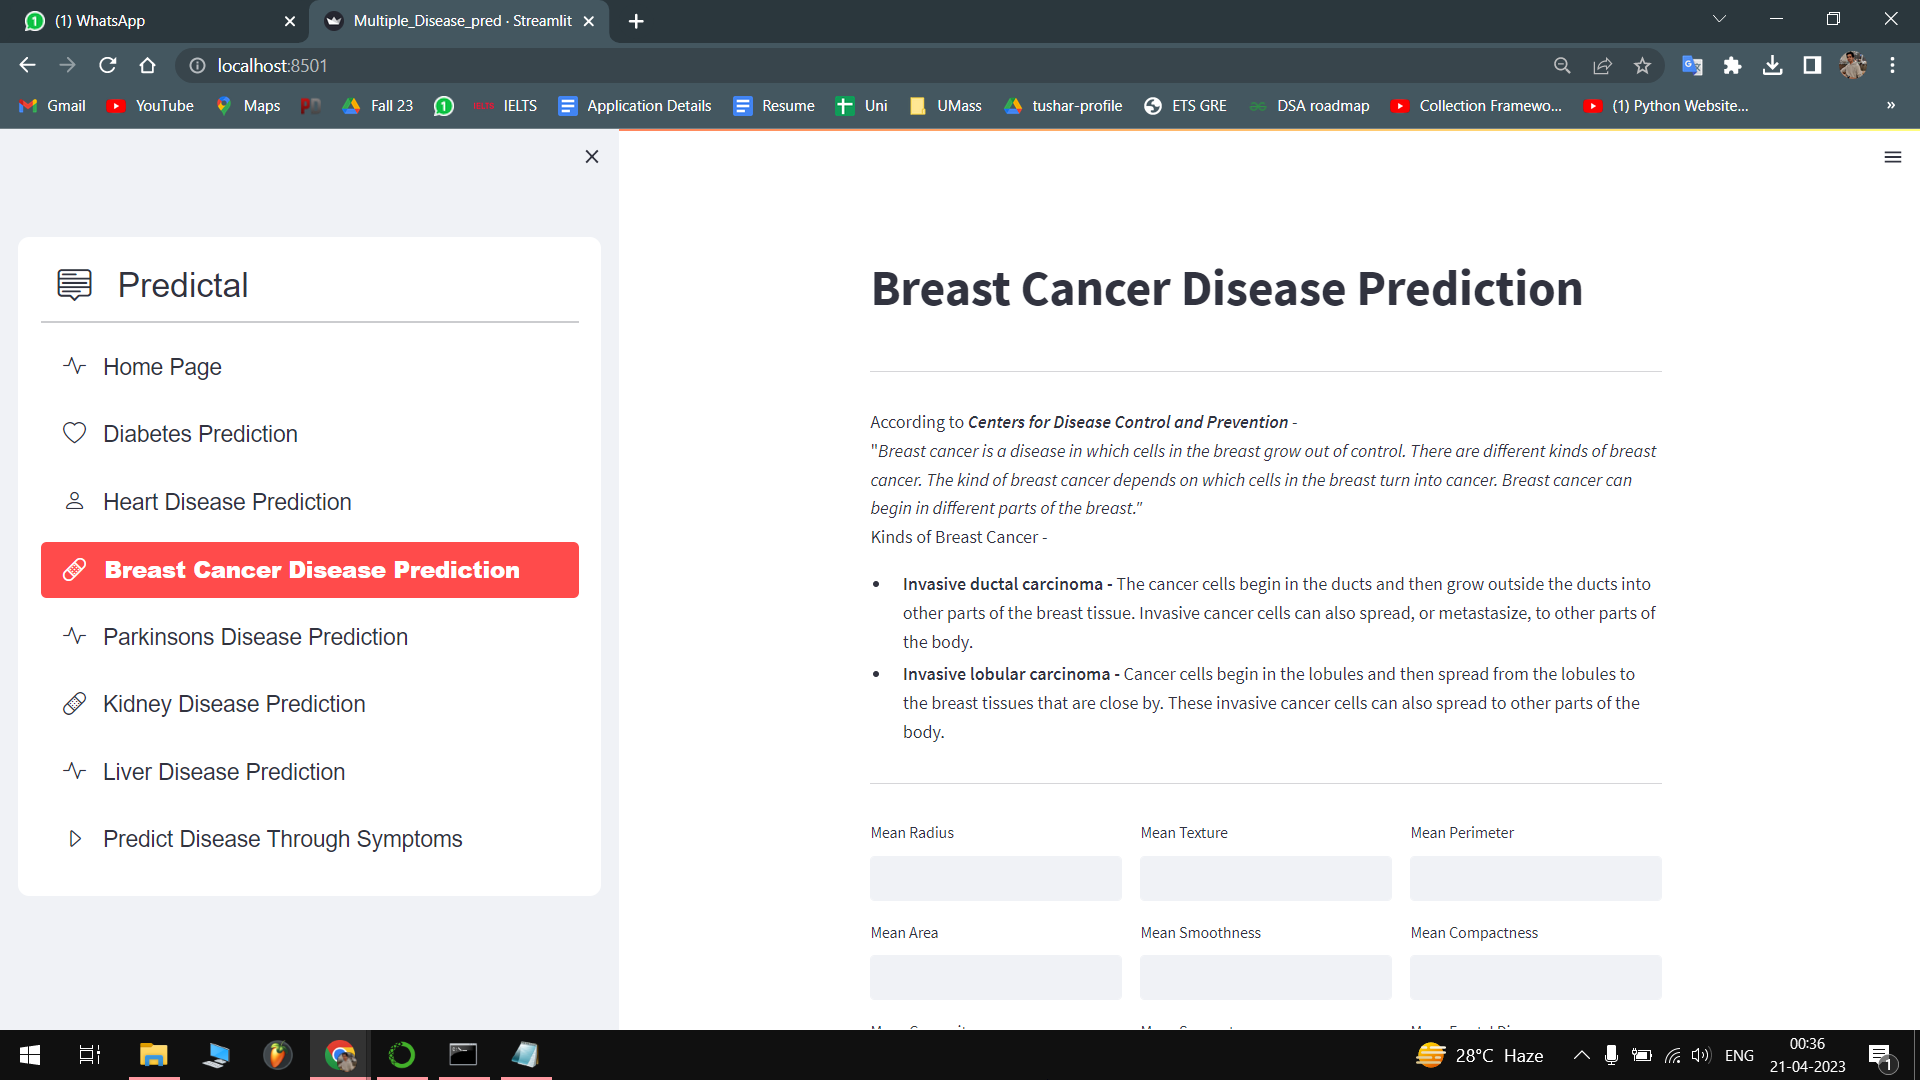 (1) WhatsApp
Multiple_Disease_pred · Streamlit
localhost:8501
Gmail
YouTube
Maps
Fall 23
IELTS
Application Details
Resume
Uni
UMass
tushar-profile
ETS GRE
DSA roadmap
Collection Framewo...
(1) Python Website...
»
Predictal
Home Page
Diabetes Prediction
Heart Disease Prediction
Breast Cancer Disease Prediction
Parkinsons Disease Prediction
Kidney Disease Prediction
Liver Disease Prediction
Predict Disease Through Symptoms
Breast Cancer Disease Prediction
According to Centers for Disease Control and Prevention -
"Breast cancer is a disease in which cells in the breast grow out of control. There are different kinds of breast
cancer. The kind of breast cancer depends on which cells in the breast turn into cancer. Breast cancer can
begin in different parts of the breast."
Kinds of Breast Cancer -
• Invasive ductal carcinoma - The cancer cells begin in the ducts and then grow outside the ducts into
other parts of the breast tissue. Invasive cancer cells can also spread, or metastasize, to other parts of
the body.
• Invasive lobular carcinoma - Cancer cells begin in the lobules and then spread from the lobules to
the breast tissues that are close by. These invasive cancer cells can also spread to other parts of the
body.
Mean Radius
Mean Texture
Mean Perimeter
Mean Area
Mean Smoothness
Mean Compactness
28°C Haze
ENG
00:36
21-04-2023
1